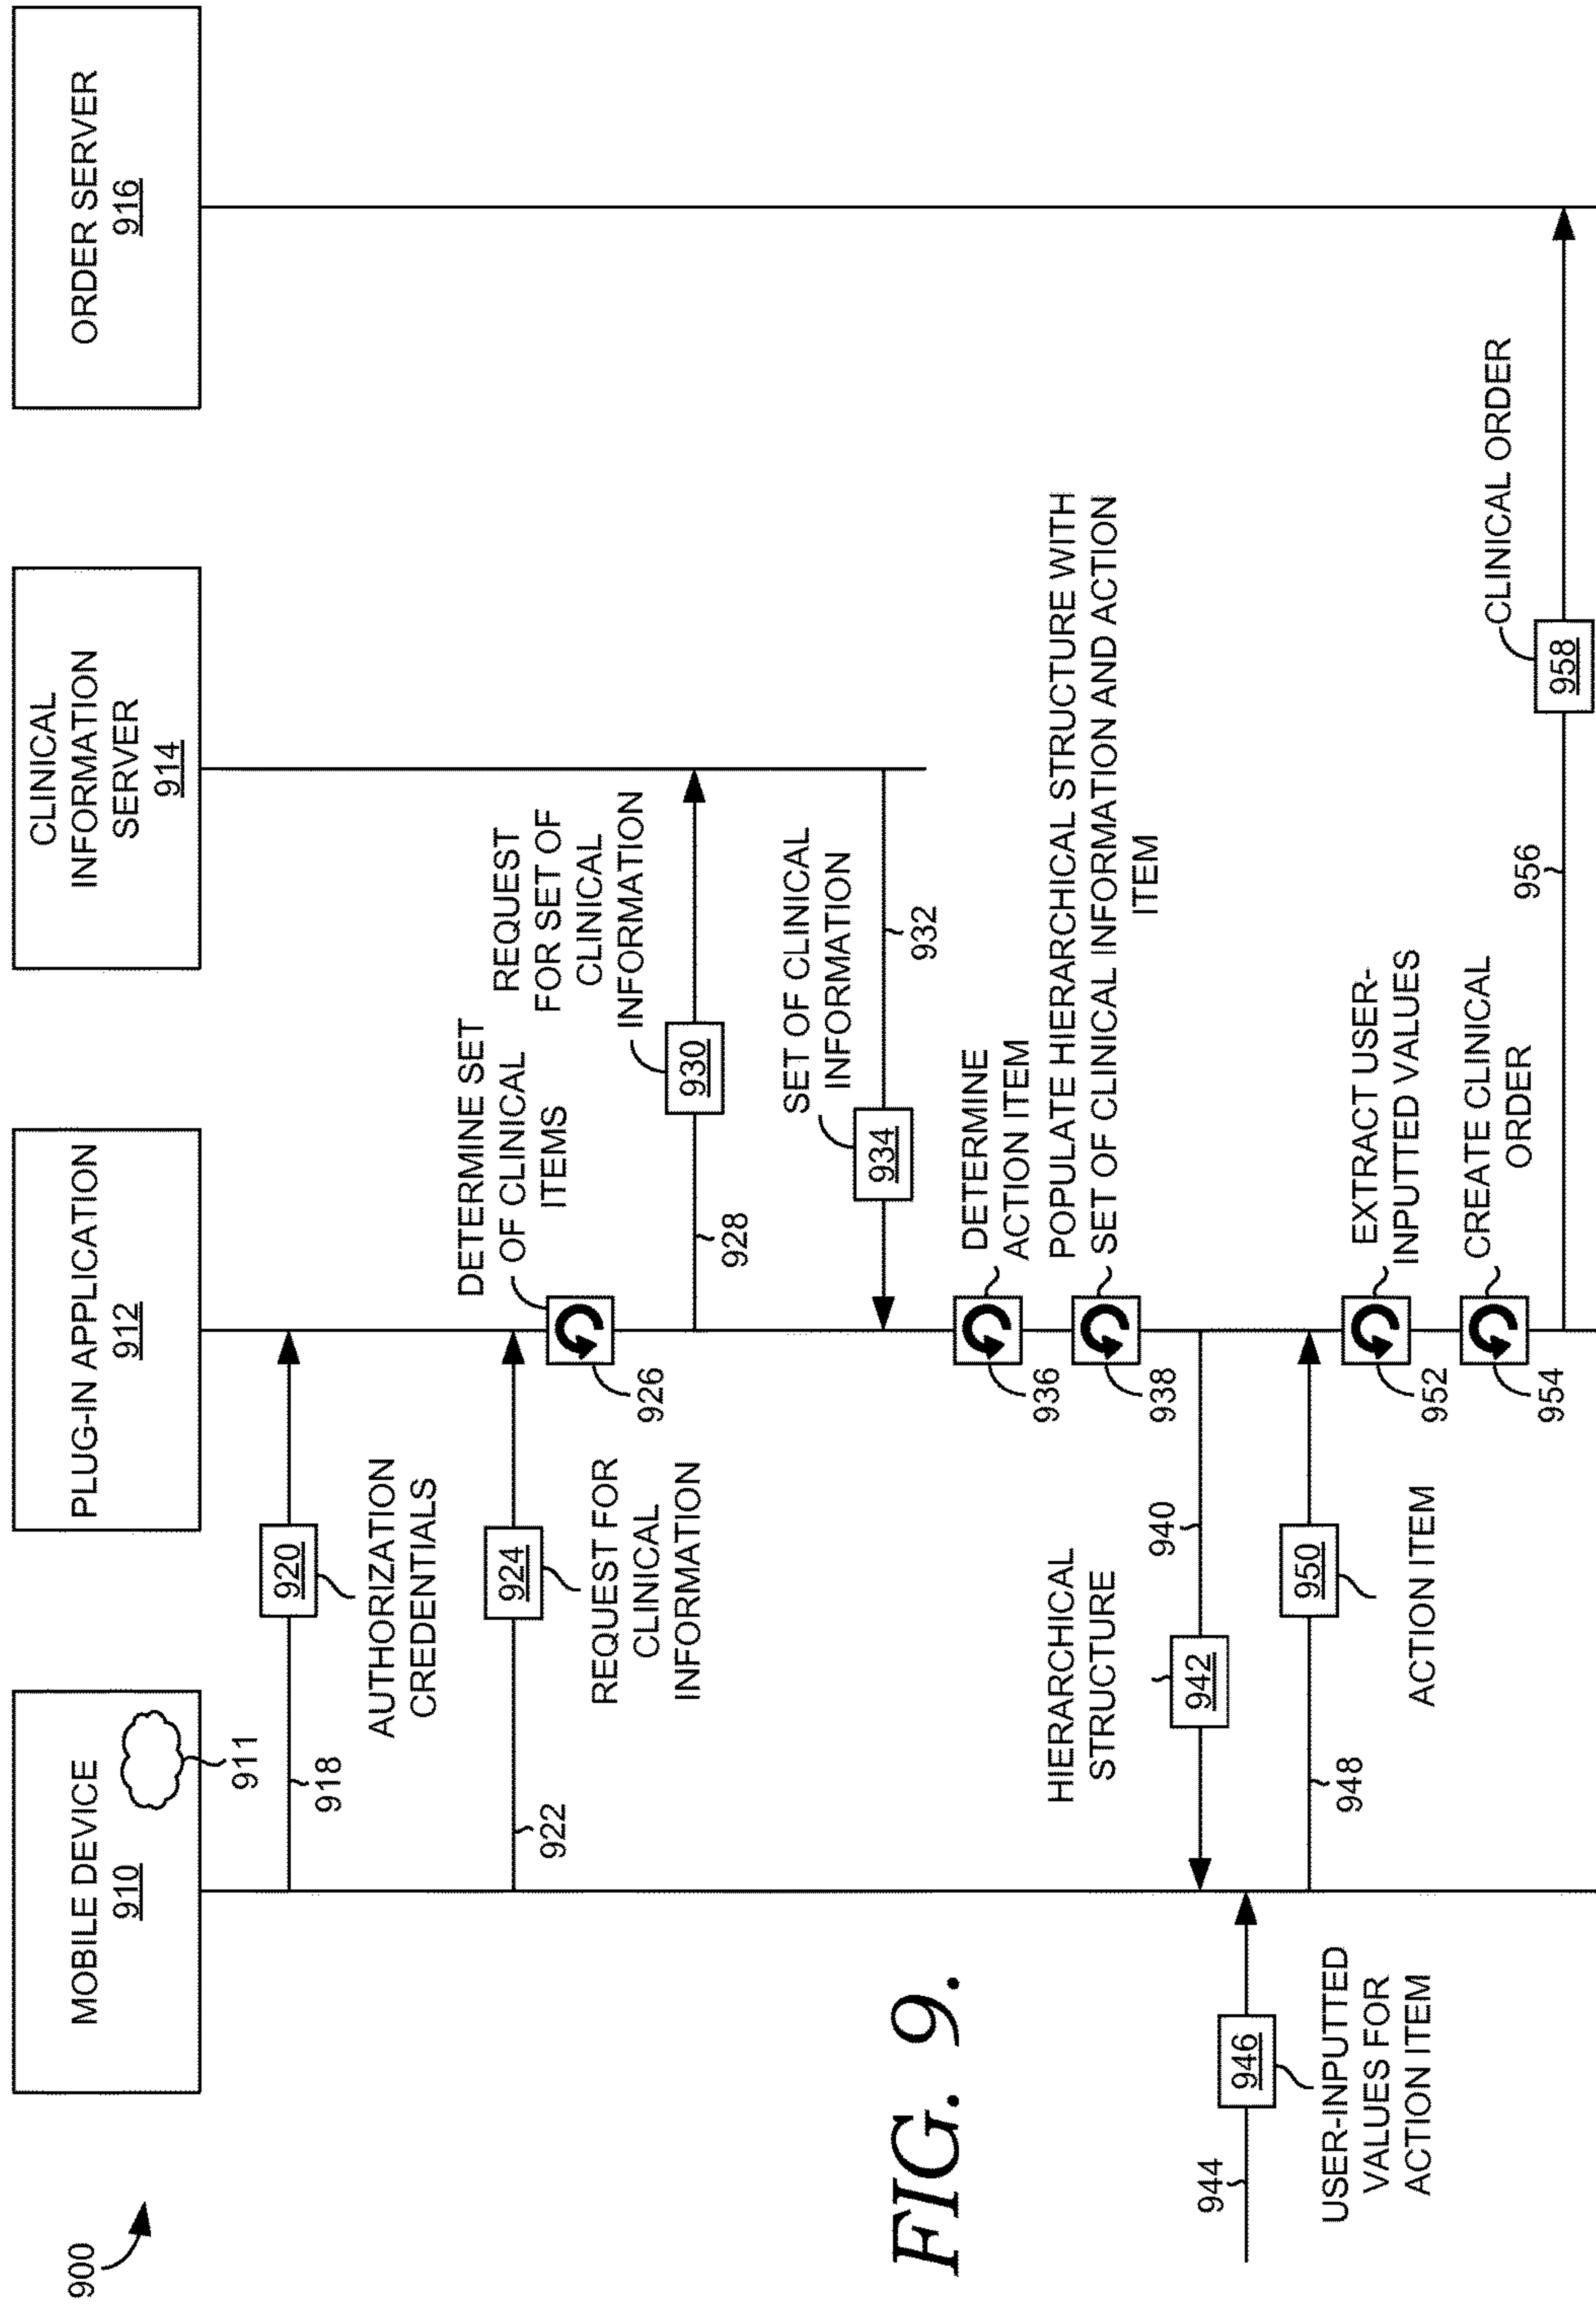 900
MOBILE DEVICE
910
911
PLUG-IN APPLICATION
912
CLINICAL
INFORMATION
SERVER
914
ORDER SERVER
916
918
920
AUTHORIZATION
CREDENTIALS
922
924
REQUEST FOR
CLINICAL
INFORMATION
DETERMINE SET
OF CLINICAL
ITEMS
926
928
930
REQUEST
FOR SET OF
CLINICAL
INFORMATION
932
934
SET OF CLINICAL
INFORMATION
936
DETERMINE
ACTION ITEM
938
POPULATE HIERARCHICAL STRUCTURE WITH
SET OF CLINICAL INFORMATION AND ACTION
ITEM
940
HIERARCHICAL
STRUCTURE
942
944
946
USER-INPUTTED
VALUES FOR
ACTION ITEM
948
950
ACTION ITEM
952
EXTRACT USER-
INPUTTED VALUES
954
CREATE CLINICAL
ORDER
956
958
CLINICAL ORDER
FIG. 9.